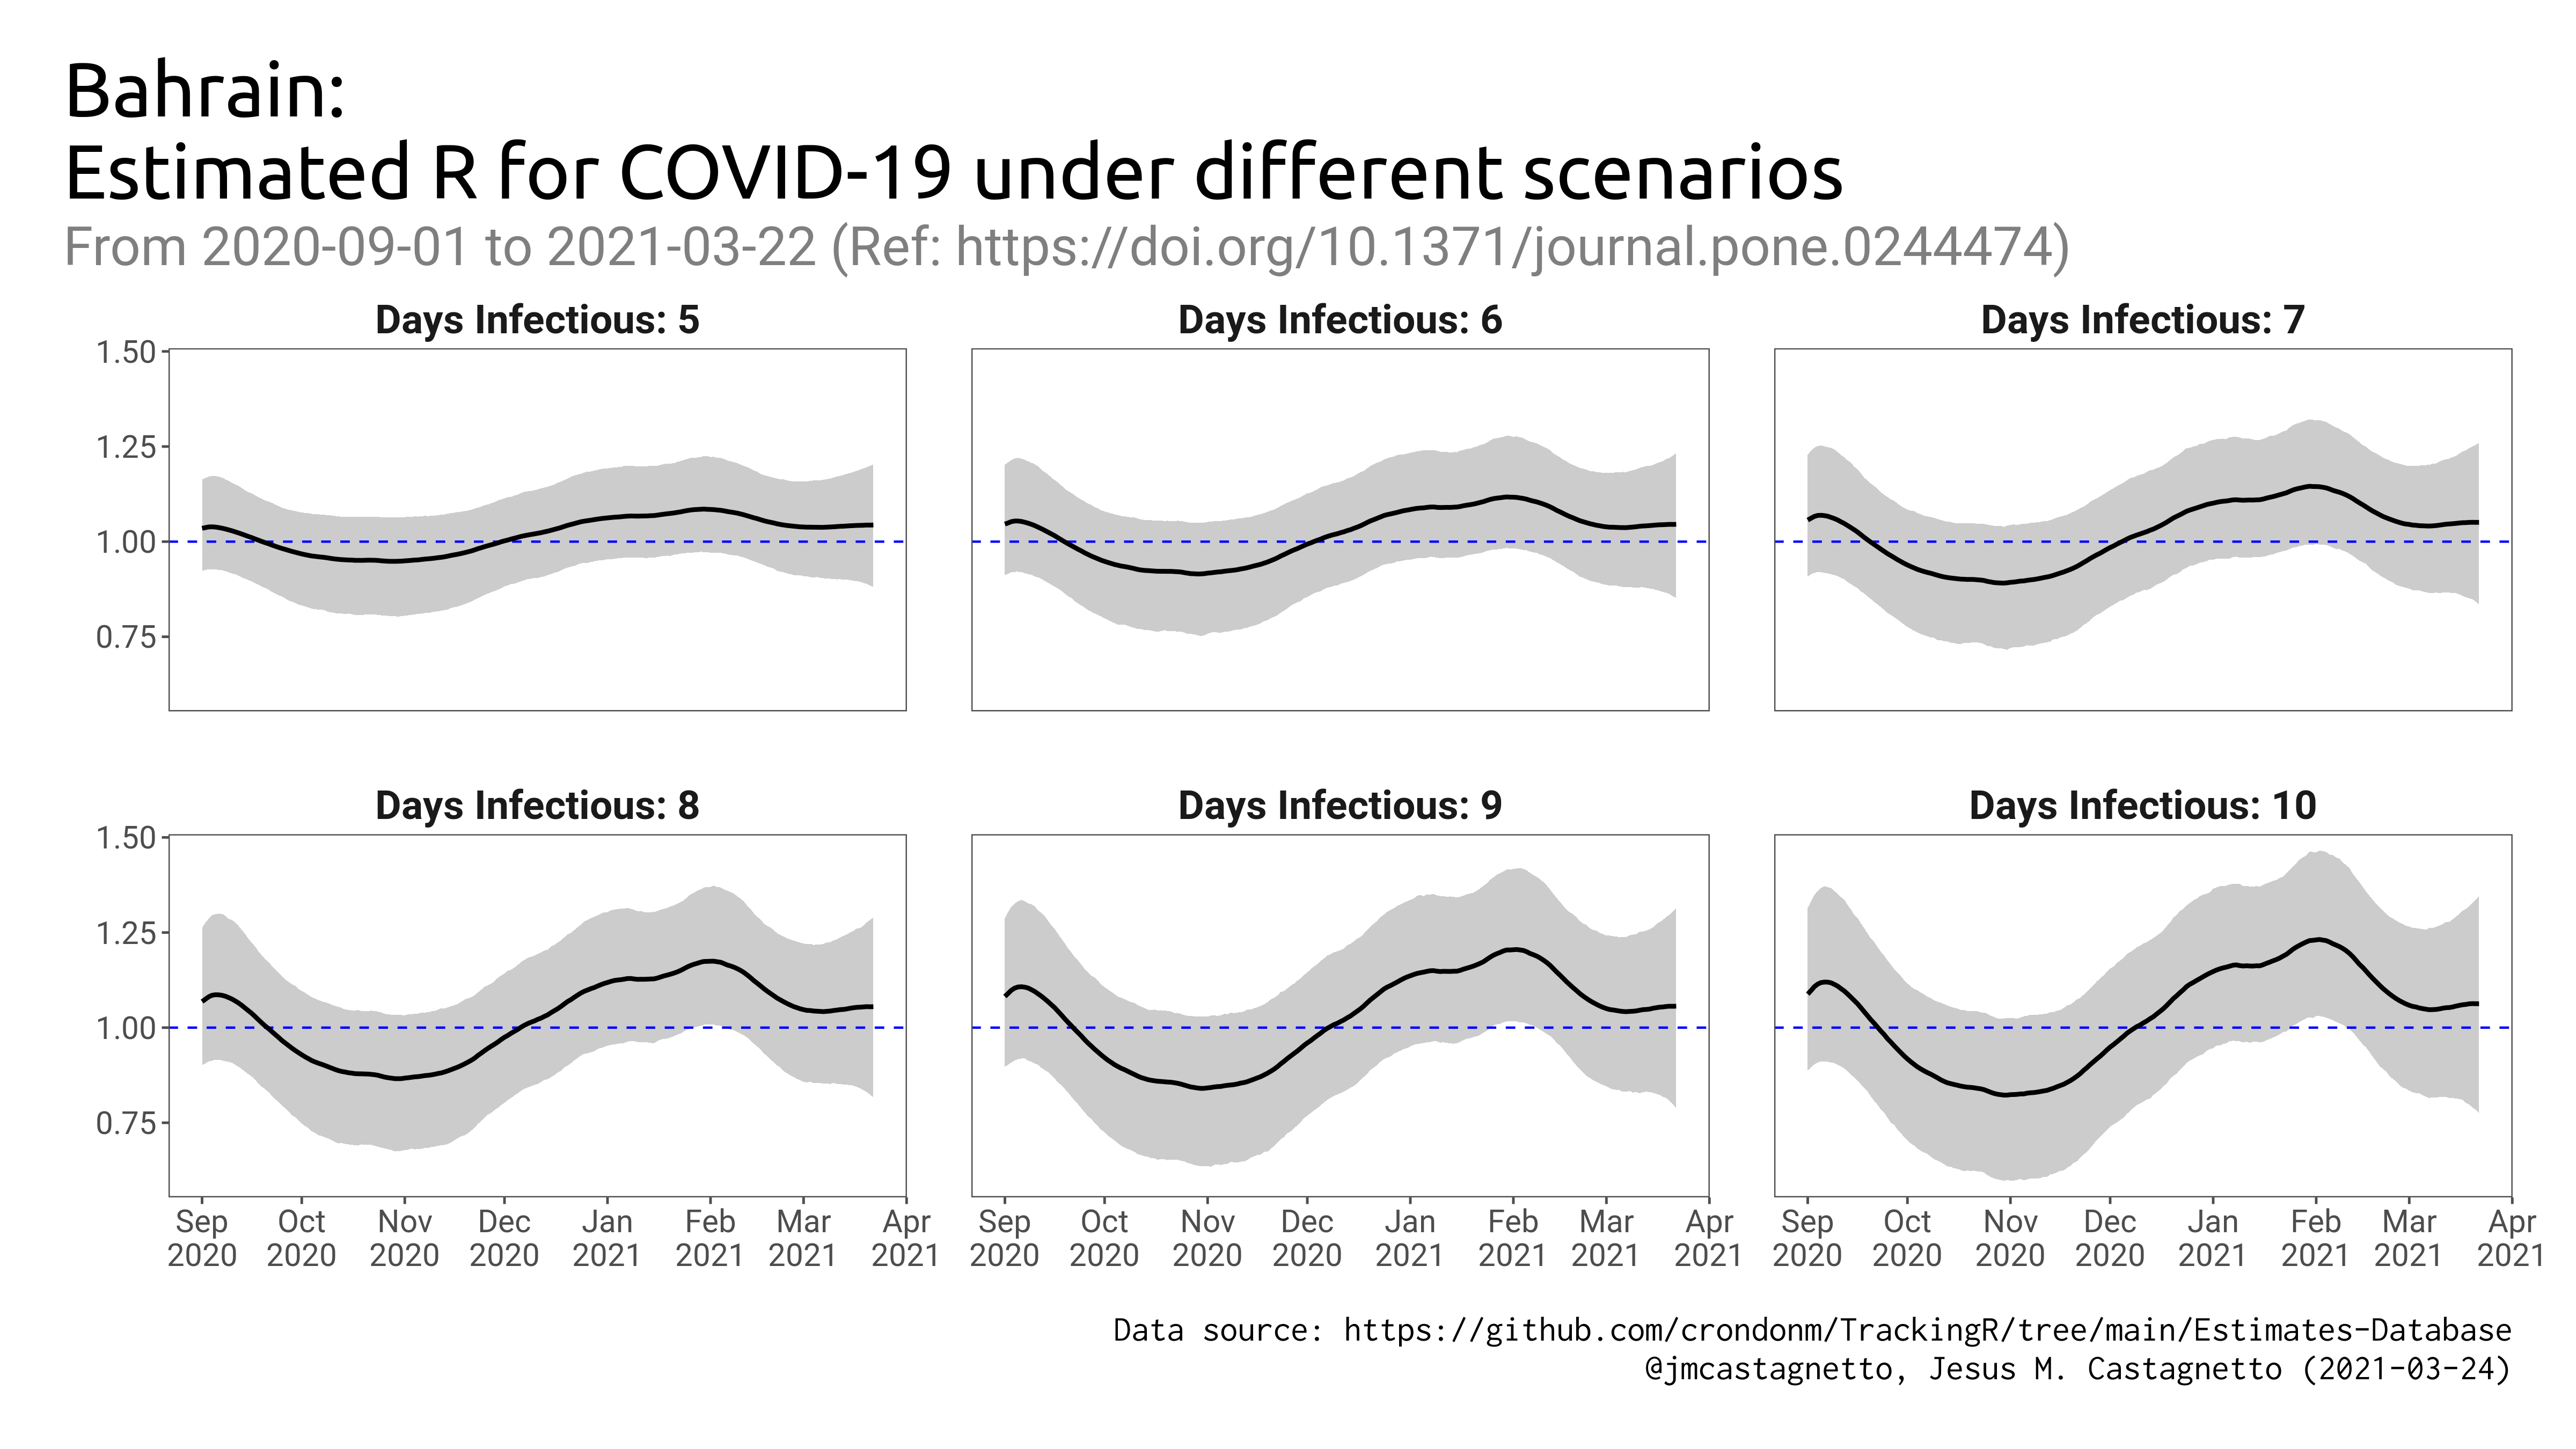 Bahrain:
Estimated R for COVID-19 under different scenarios
From 2020-09-01 to 2021-03-22 (Ref: https://doi.org/10.1371/journal.pone.0244474)
Days Infectious: 5
Days Infectious: 6
Days Infectious: 7
1.50
1.25
1.00
0.75
Days Infectious: 8
Days Infectious: 9
Days Infectious: 10
1.50
1.25
1.00
0.75
Sep Oct Nov Dec Jan Feb Mar Apr
2020 2020 2020 2020 2021 2021 2021 2021
Sep Oct Nov Dec Jan Feb Mar Apr
2020 2020 2020 2020 2021 2021 2021 2021
Sep Oct Nov Dec Jan Feb Mar Apr
2020 2020 2020 2020 2021 2021 2021 2021
Data source: https://github.com/crondonm/TrackingR/tree/main/Estimates-Database
@jmcastagnetto, Jesus M. Castagnetto (2021-03-24)